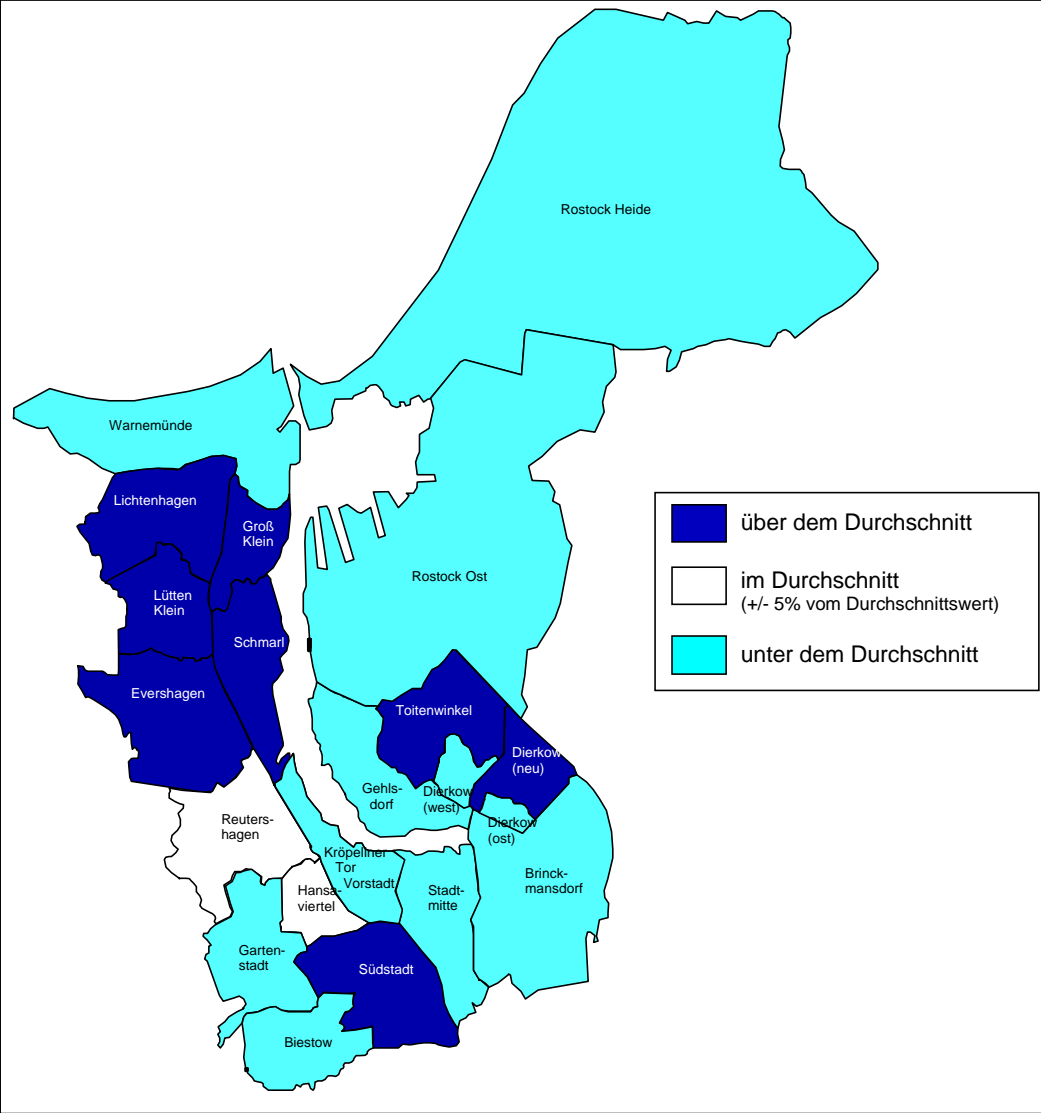 Rostock Heide
Warnemünde
Lichtenhagen
Groß
Klein
Rostock Ost
Lütten
Klein
Schmarl
Evershagen
Toitenwinkel
Dierkow
(neu)
Gehls-
dorf
Dierkow
(west)
Reuters-
hagen
Dierkow
(ost)
Kröpeliner
Tor
Vorstadt
Brinck-
mansdorf
Hansa-
viertel
Stadt-
mitte
Garten-
stadt
Südstadt
Biestow
über dem Durchschnitt
im Durchschnitt
(+/- 5% vom Durchschnittswert)
unter dem Durchschnitt